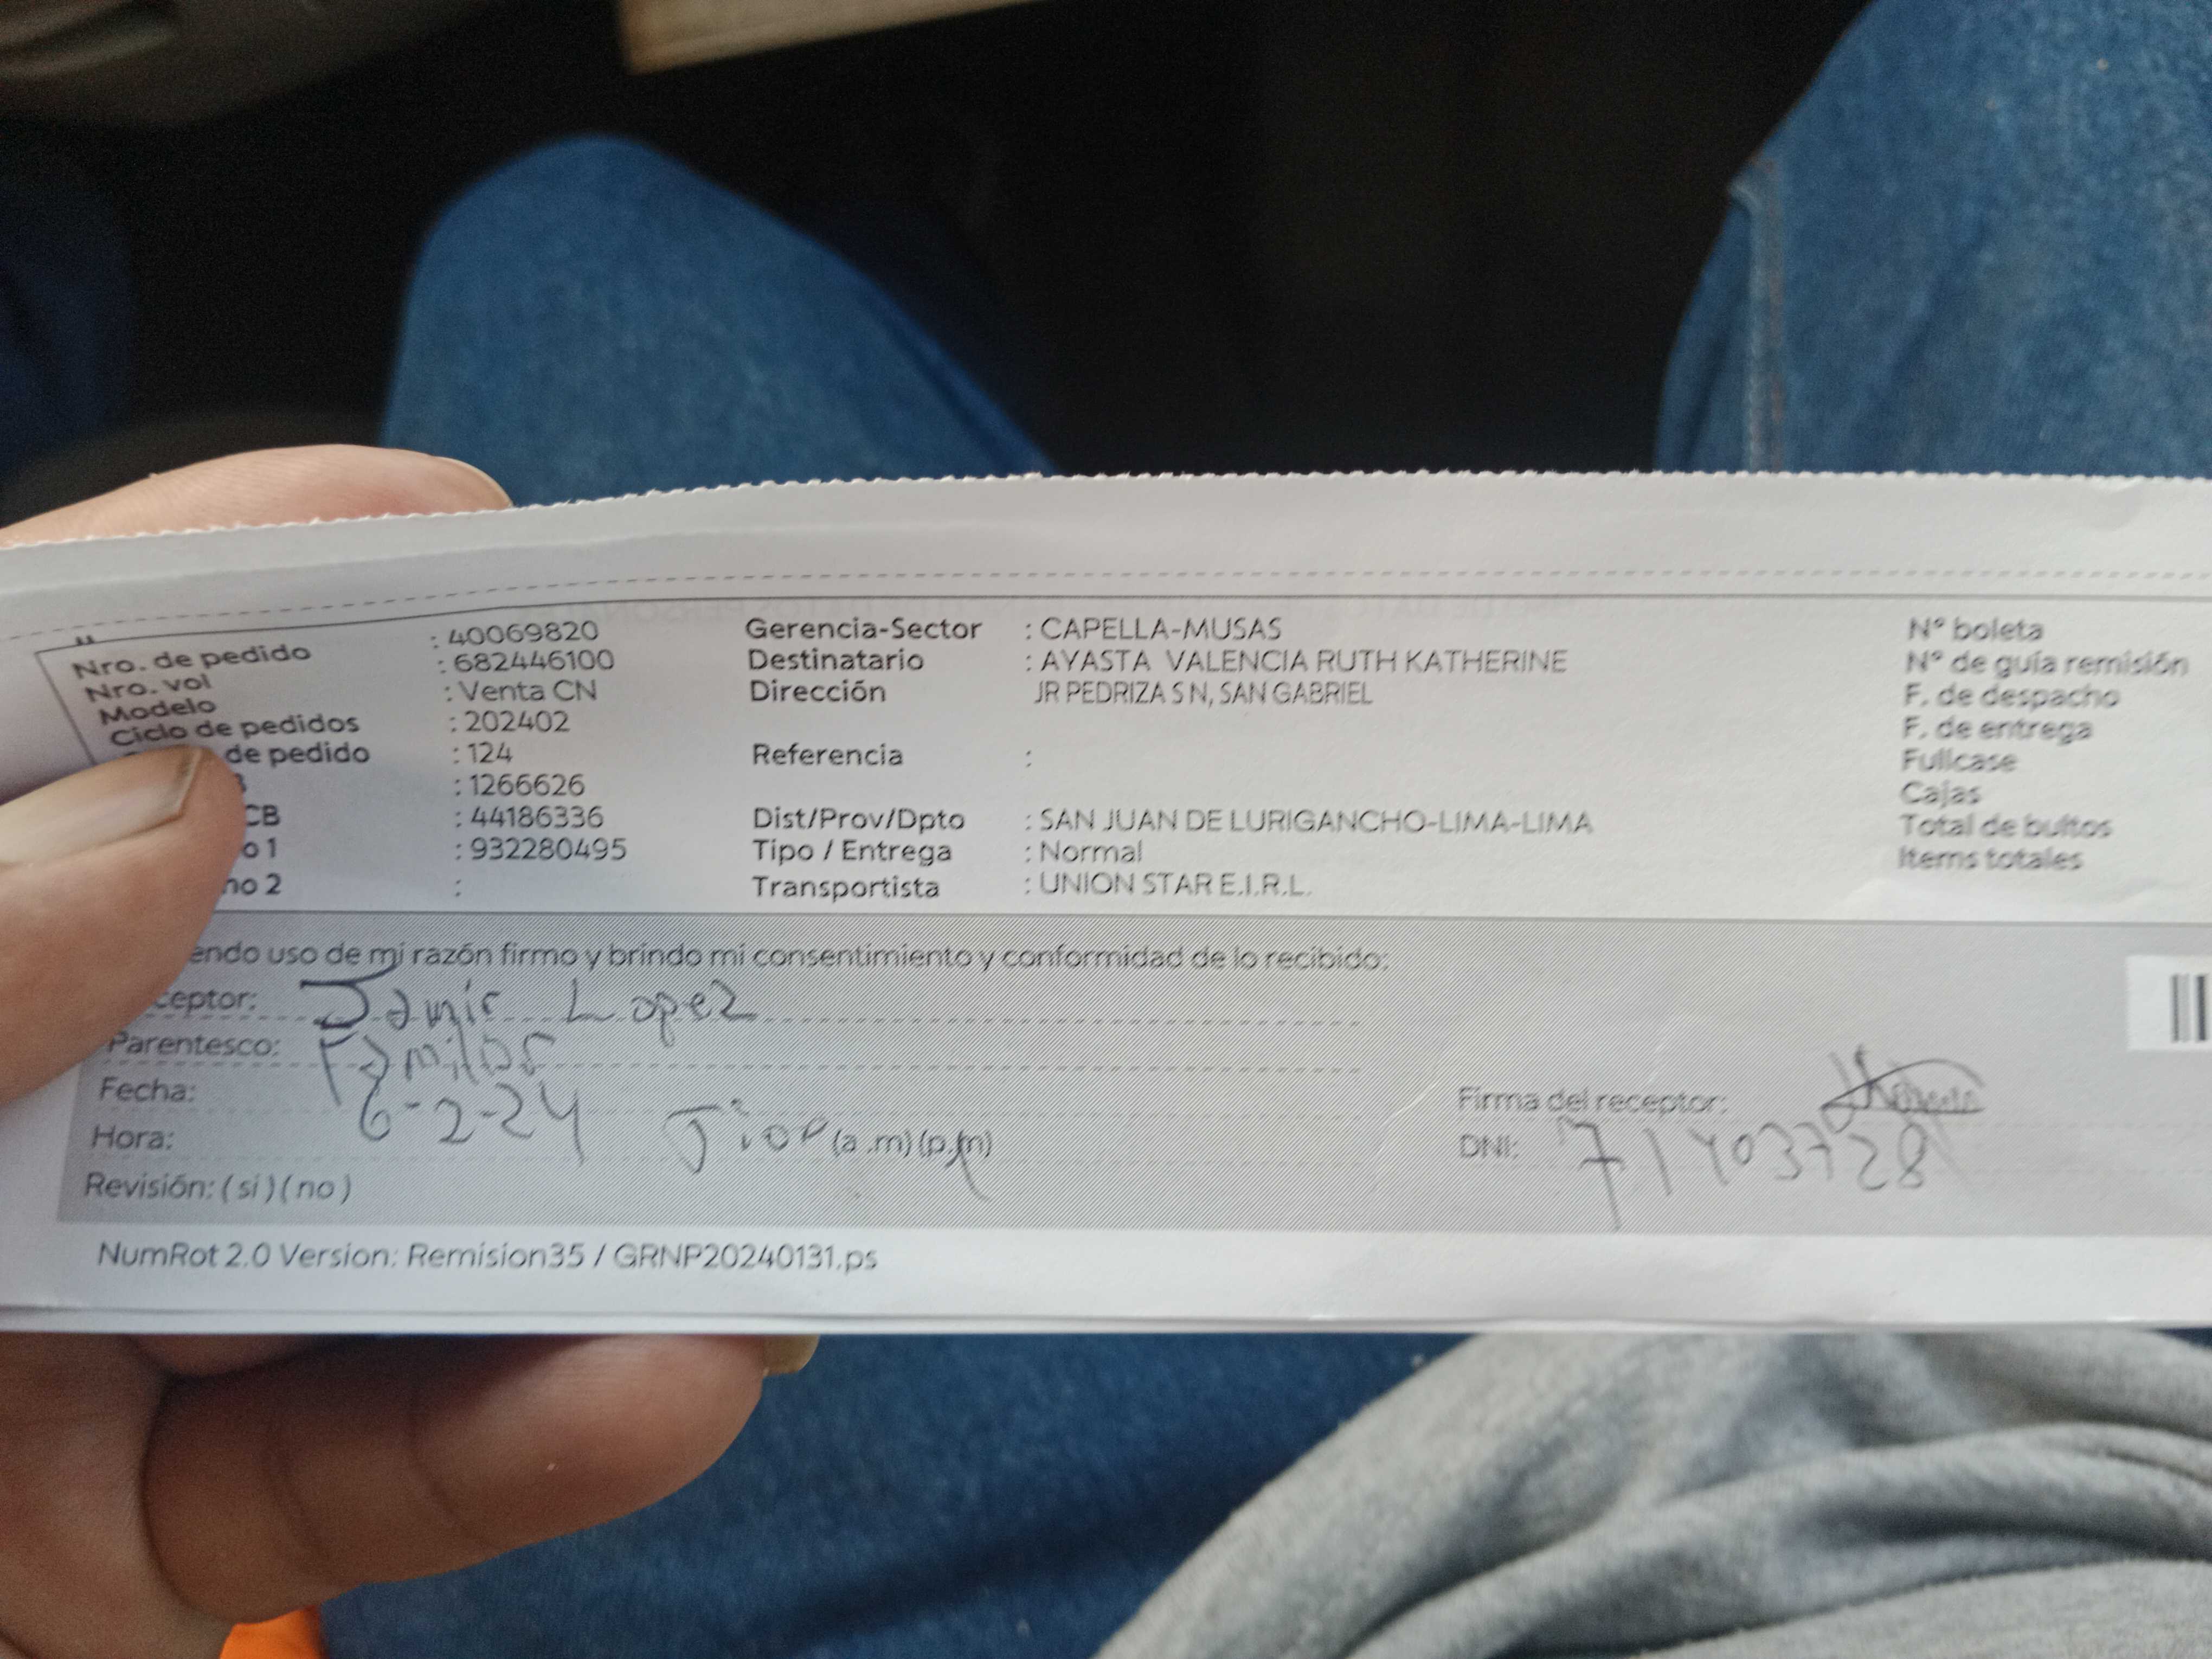 Nro. de pedido : 40069820 Gerencia-Sector : CAPELLA-MUSAS N° boleta
Nro. vol : 682446100 Destinatario : AYASTA VALENCIA RUTH KATHERINE N° de guía remisión
Modelo : Venta CN Dirección JR PEDRIZA S N, SAN GABRIEL F. de despacho
Ciclo de pedidos : 202402 F. de entrega
de pedido : 124 Referencia : Fullcase
: 1266626 Cajas
CB : 44186336 Dist/Prov/Dpto : SAN JUAN DE LURIGANCHO-LIMA-LIMA Total de bultos
o 1 : 932280495 Tipo / Entrega : Normal Items totales
no 2 : Transportista : UNION STAR E.I.R.L.
endo uso de mi razón firmo y brindo mi consentimiento y conformidad de lo recibido:
ceptor: Jamir Lopez
Parentesco: Familiar
Fecha: 6-2-24 Firma del receptor:
Hora: (a .m) (p.m) DNI: 71403728
Revisión: ( si ) ( no )
NumRot 2.0 Version: Remision35 / GRNP20240131.ps